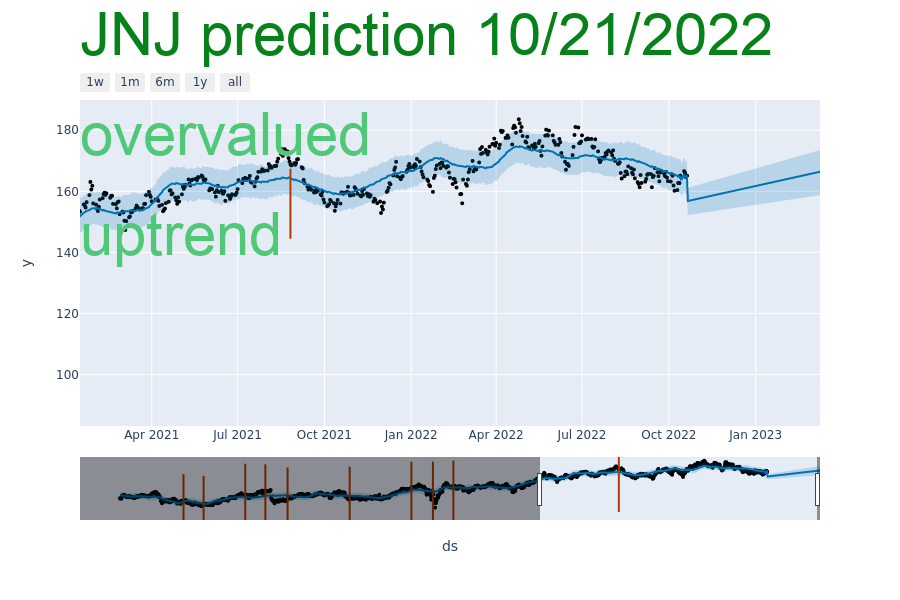 JNJ prediction 10/21/2022
1w 1m 6m 1y all
overvalued
uptrend
180
160
140
120
100
y
Apr 2021 Jul 2021 Oct 2021 Jan 2022 Apr 2022 Jul 2022 Oct 2022 Jan 2023
ds